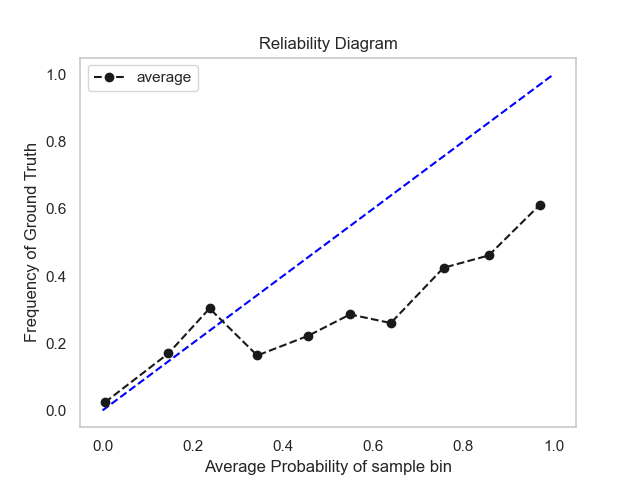 Reliability Diagram
average
Frequency of Ground Truth
1.0
0.8
0.6
0.4
0.2
0.0
0.0 0.2 0.4 0.6 0.8 1.0
Average Probability of sample bin